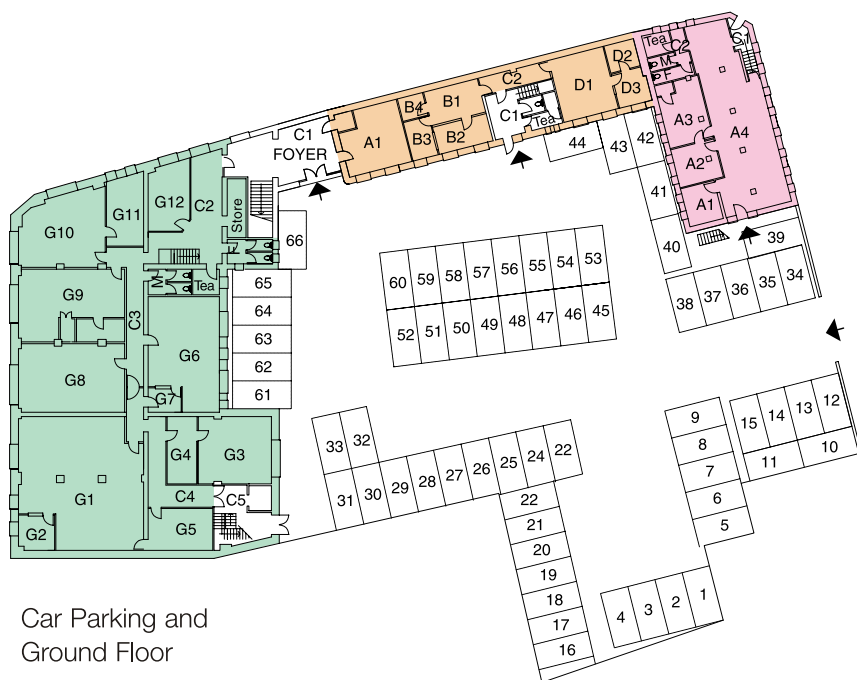 Tea
C2
C1
M
F
A3
A4
A2
A1
D2
C2
D1
D3
B4
B1
C1
Tea
A1
B3
B2
C1
FOYER
44
43
42
41
40
39
38 37 36 35 34
G12
C2
G11
G10
Store
66
M
Tea
G9
C3
G6
G8
G7
65
64
63
62
61
60 59 58 57 56 55 54 53
52 51 50 49 48 47 46 45
G4
G3
G1
C4
C5
G2
G5
33 32
31 30 29 28 27 26 25 24 22
22
21
20
19
18
17
16
9
8
7
6
5
15 14 13 12
11 10
4 3 2 1
Car Parking and
Ground Floor